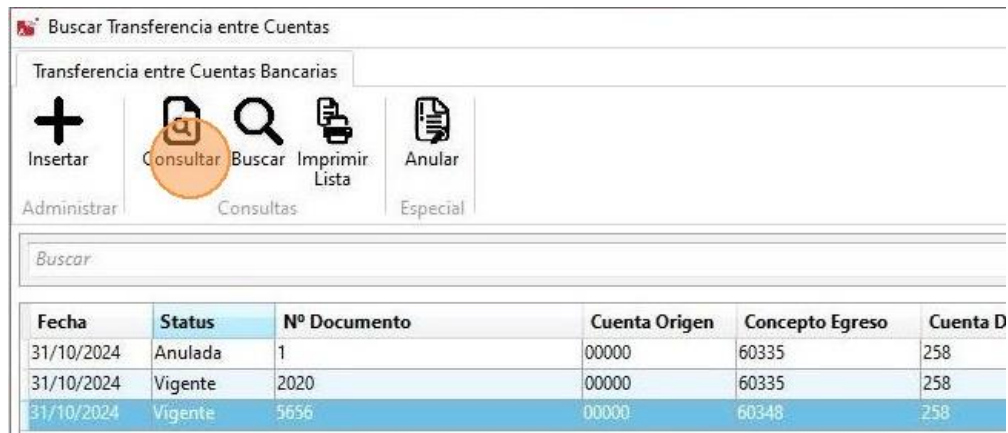 Buscar Transferencia entre Cuentas
Transferencia entre Cuentas Bancarias
Insertar Consultar Buscar Imprimir Lista Anular
Administrar Consultas Especial
Buscar
Fecha Status Nº Documento Cuenta Origen Concepto Egreso Cuenta D
31/10/2024 Anulada 1 00000 60335 258
31/10/2024 Vigente 2020 00000 60335 258
31/10/2024 Vigente 5656 00000 60348 258